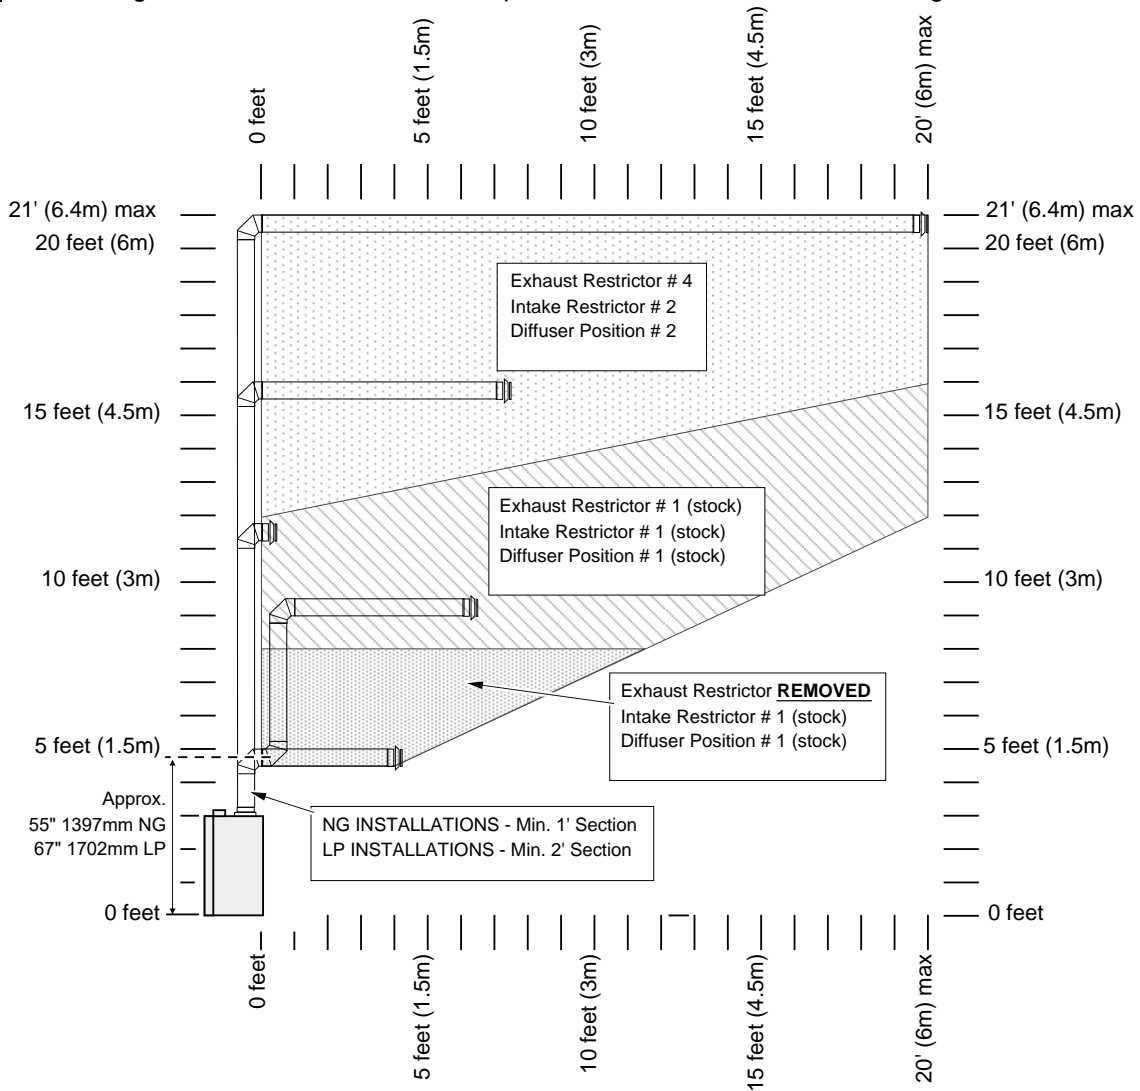 0 feet
5 feet (1.5m)
10 feet (3m)
15 feet (4.5m)
20' (6m) max
21' (6.4m) max
20 feet (6m)
15 feet (4.5m)
10 feet (3m)
5 feet (1.5m)
Approx.
55" 1397mm NG
67" 1702mm LP
0 feet
Exhaust Restrictor # 4
Intake Restrictor # 2
Diffuser Position # 2
Exhaust Restrictor # 1 (stock)
Intake Restrictor # 1 (stock)
Diffuser Position # 1 (stock)
Exhaust Restrictor REMOVED
Intake Restrictor # 1 (stock)
Diffuser Position # 1 (stock)
NG INSTALLATIONS - Min. 1' Section
LP INSTALLATIONS - Min. 2' Section
21' (6.4m) max
20 feet (6m)
15 feet (4.5m)
10 feet (3m)
5 feet (1.5m)
0 feet
0 feet
5 feet (1.5m)
10 feet (3m)
15 feet (4.5m)
20' (6m) max